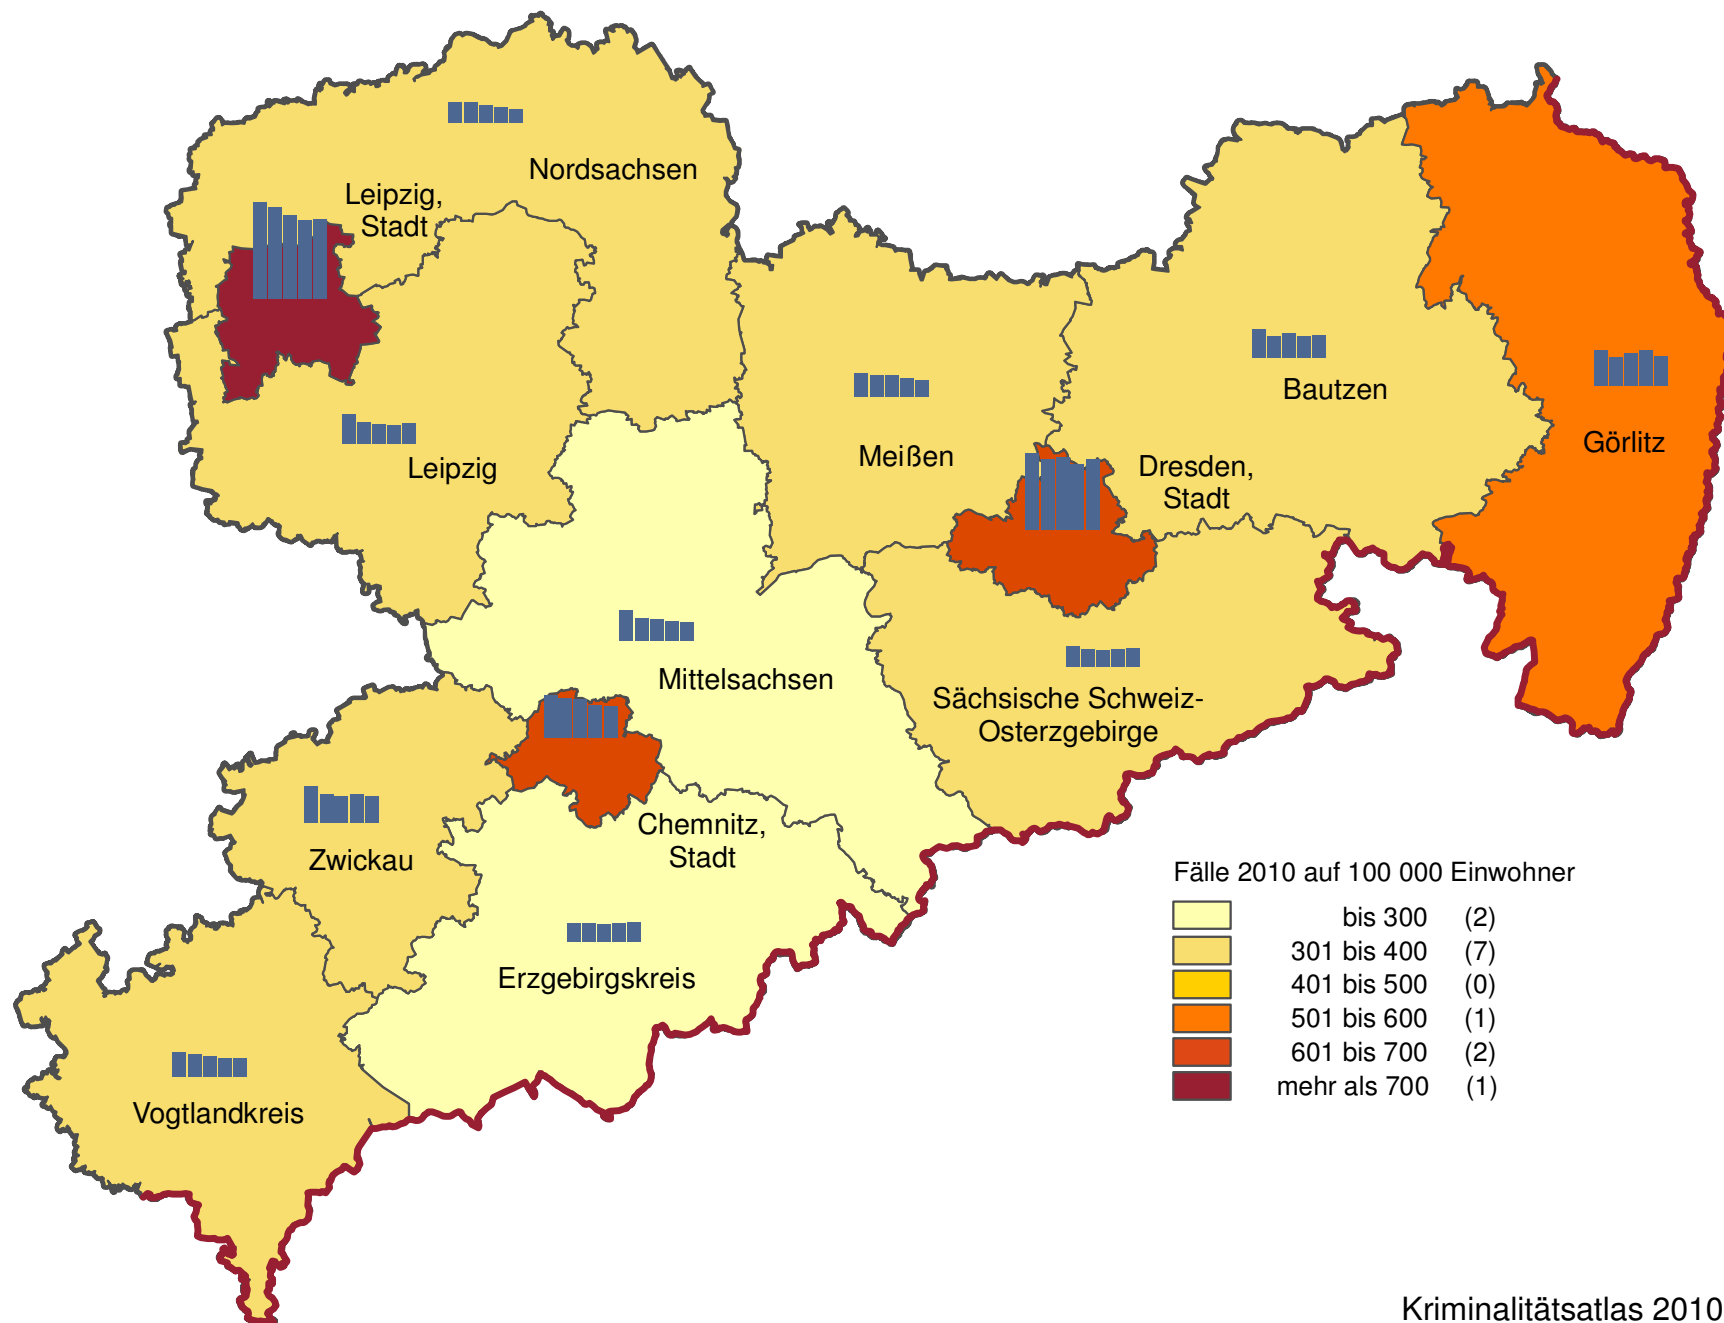 Nordsachsen
Leipzig,
Stadt
Leipzig
Meißen
Bautzen
Görlitz
Dresden,
Stadt
Mittelsachsen
Sächsische Schweiz-
Osterzgebirge
Chemnitz,
Stadt
Zwickau
Erzgebirgskreis
Vogtlandkreis
Fälle 2010 auf 100 000 Einwohner
bis 300 (2)
301 bis 400 (7)
401 bis 500 (0)
501 bis 600 (1)
601 bis 700 (2)
mehr als 700 (1)
Kriminalitätsatlas 2010